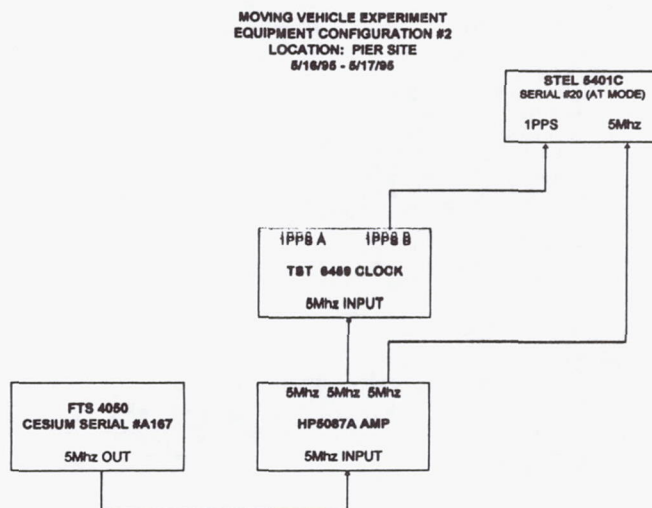 MOVING VEHICLE EXPERIMENT
EQUIPMENT CONFIGURATION #2
LOCATION: PIER SITE
5/16/95 - 5/17/95
STEL 5401C
SERIAL #20 (AT MODE)
1PPS 5Mhz
1PPS A 1PPS B
TST 6459 CLOCK
5Mhz INPUT
5Mhz 5Mhz 5Mhz
HP5087A AMP
5Mhz INPUT
FTS 4050
CESIUM SERIAL #A167
5Mhz OUT